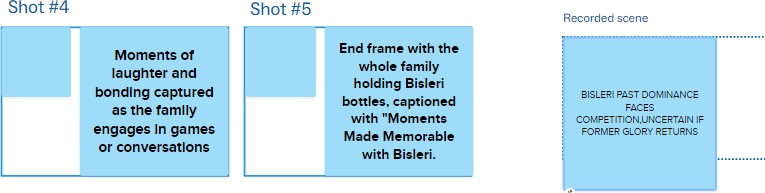 Shot #4
Moments of
laughter and
bonding captured
as the family
engages in games
or conversations
Shot #5
End frame with the
whole family
holding Bisleri
bottles, captioned
with "Moments
Made Memorable
with Bisleri.
Recorded scene
BISLERI PAST DOMINANCE
FACES
COMPETITION,UNCERTAIN IF
FORMER GLORY RETURNS